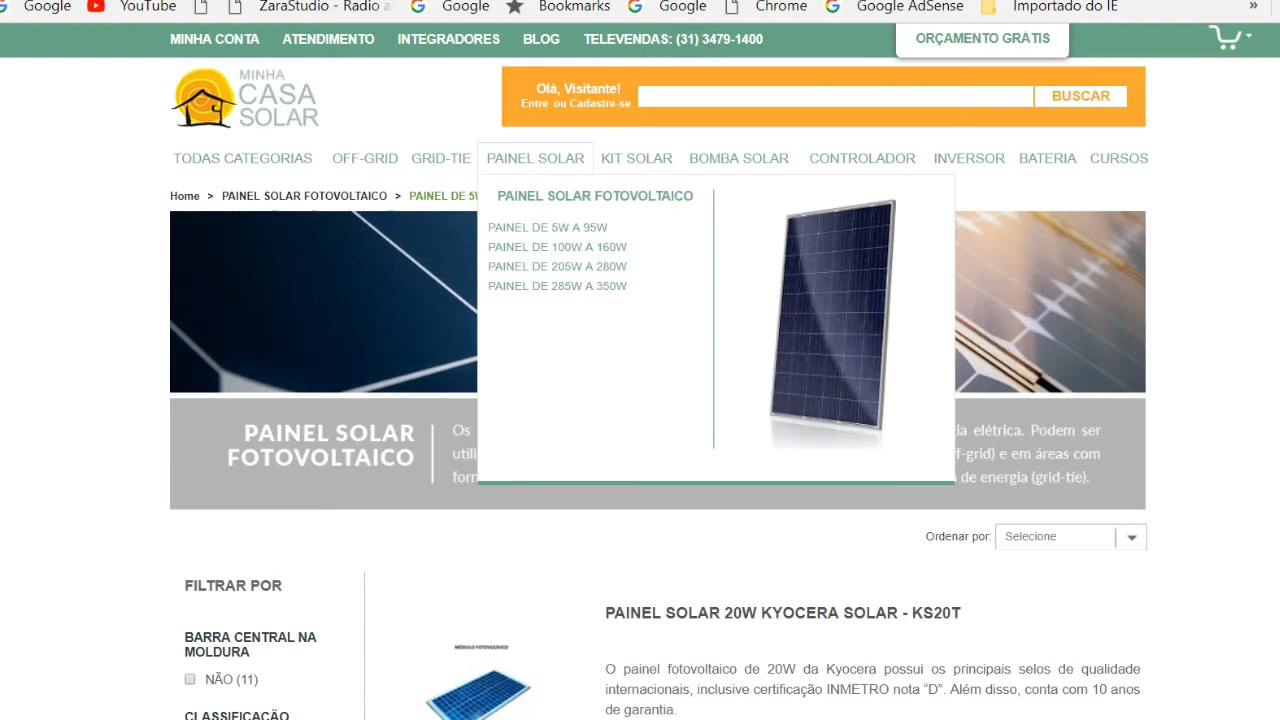 Google YouTube ZaraStudio - Radio a Google Bookmarks Google Chrome Google AdSense Importado do IE »
MINHA CONTA ATENDIMENTO INTEGRADORES BLOG TELEVENDAS: (31) 3479-1400 ORÇAMENTO GRÁTIS
MINHA
CASA
SOLAR
Olá, Visitante!
Entre ou Cadastre-se
BUSCAR
TODAS CATEGORIAS OFF-GRID GRID-TIE PAINEL SOLAR KIT SOLAR BOMBA SOLAR CONTROLADOR INVERSOR BATERIA CURSOS
Home > PAINEL SOLAR FOTOVOLTAICO > PAINEL DE 5W
PAINEL SOLAR FOTOVOLTAICO
PAINEL DE 5W A 95W
PAINEL DE 100W A 160W
PAINEL DE 205W A 280W
PAINEL DE 285W A 350W
PAINEL SOLAR
FOTOVOLTAICO
Os ia elétrica. Podem ser
utili ff-grid) e em áreas com
forn de energia (grid-tie).
Ordenar por: Selecione
FILTRAR POR
BARRA CENTRAL NA
MOLDURA
NÃO (11)
CLASSIFICAÇÃO
MÓDULO FOTOVOLTAICO
PAINEL SOLAR 20W KYOCERA SOLAR - KS20T
O painel fotovoltaico de 20W da Kyocera possui os principais selos de qualidade
internacionais, inclusive certificação INMETRO nota “D”. Além disso, conta com 10 anos
de garantia.